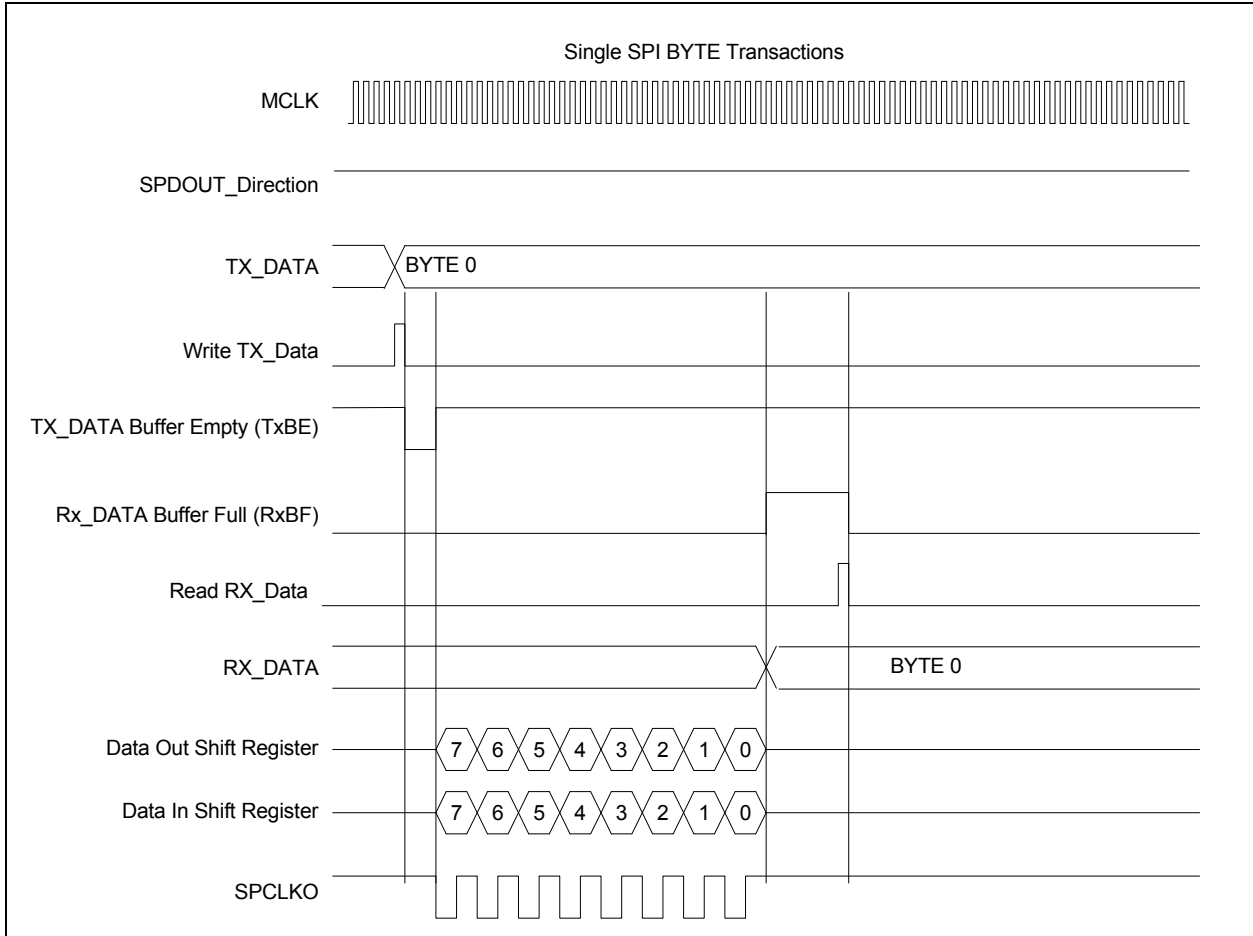 Single SPI BYTE Transactions
MCLK
SPDOUT_Direction
TX_DATA
BYTE 0
Write TX_Data
TX_DATA Buffer Empty (TxBE)
Rx_DATA Buffer Full (RxBF)
Read RX_Data
RX_DATA
BYTE 0
Data Out Shift Register
7 6 5 4 3 2 1 0
Data In Shift Register
7 6 5 4 3 2 1 0
SPCLKO